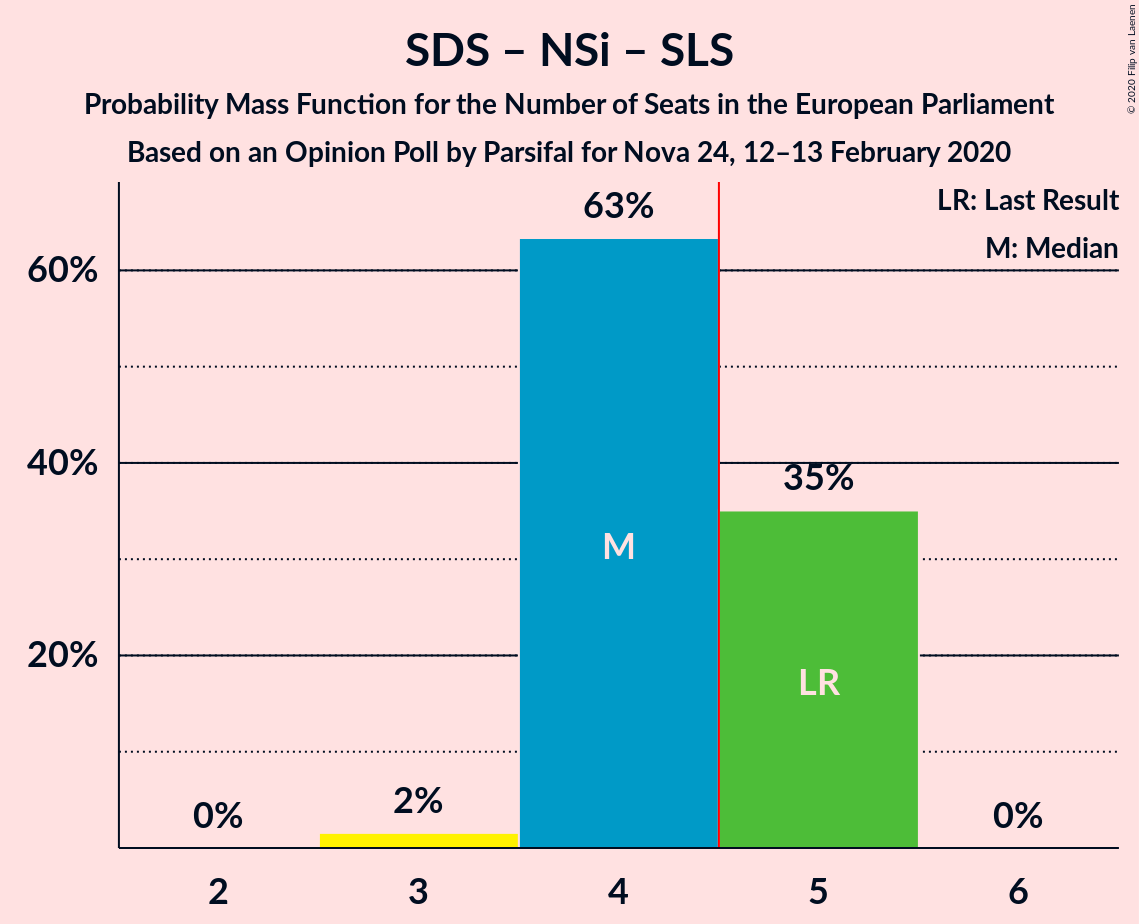 SDS – NSi – SLS
Probability Mass Function for the Number of Seats in the European Parliament
Based on an Opinion Poll by Parsifal for Nova 24, 12–13 February 2020
© 2020 Filip van Laenen
LR: Last Result
M: Median
63%
60%
40%
35%
M
20%
LR
0%
2%
0%
2
3
4
5
6